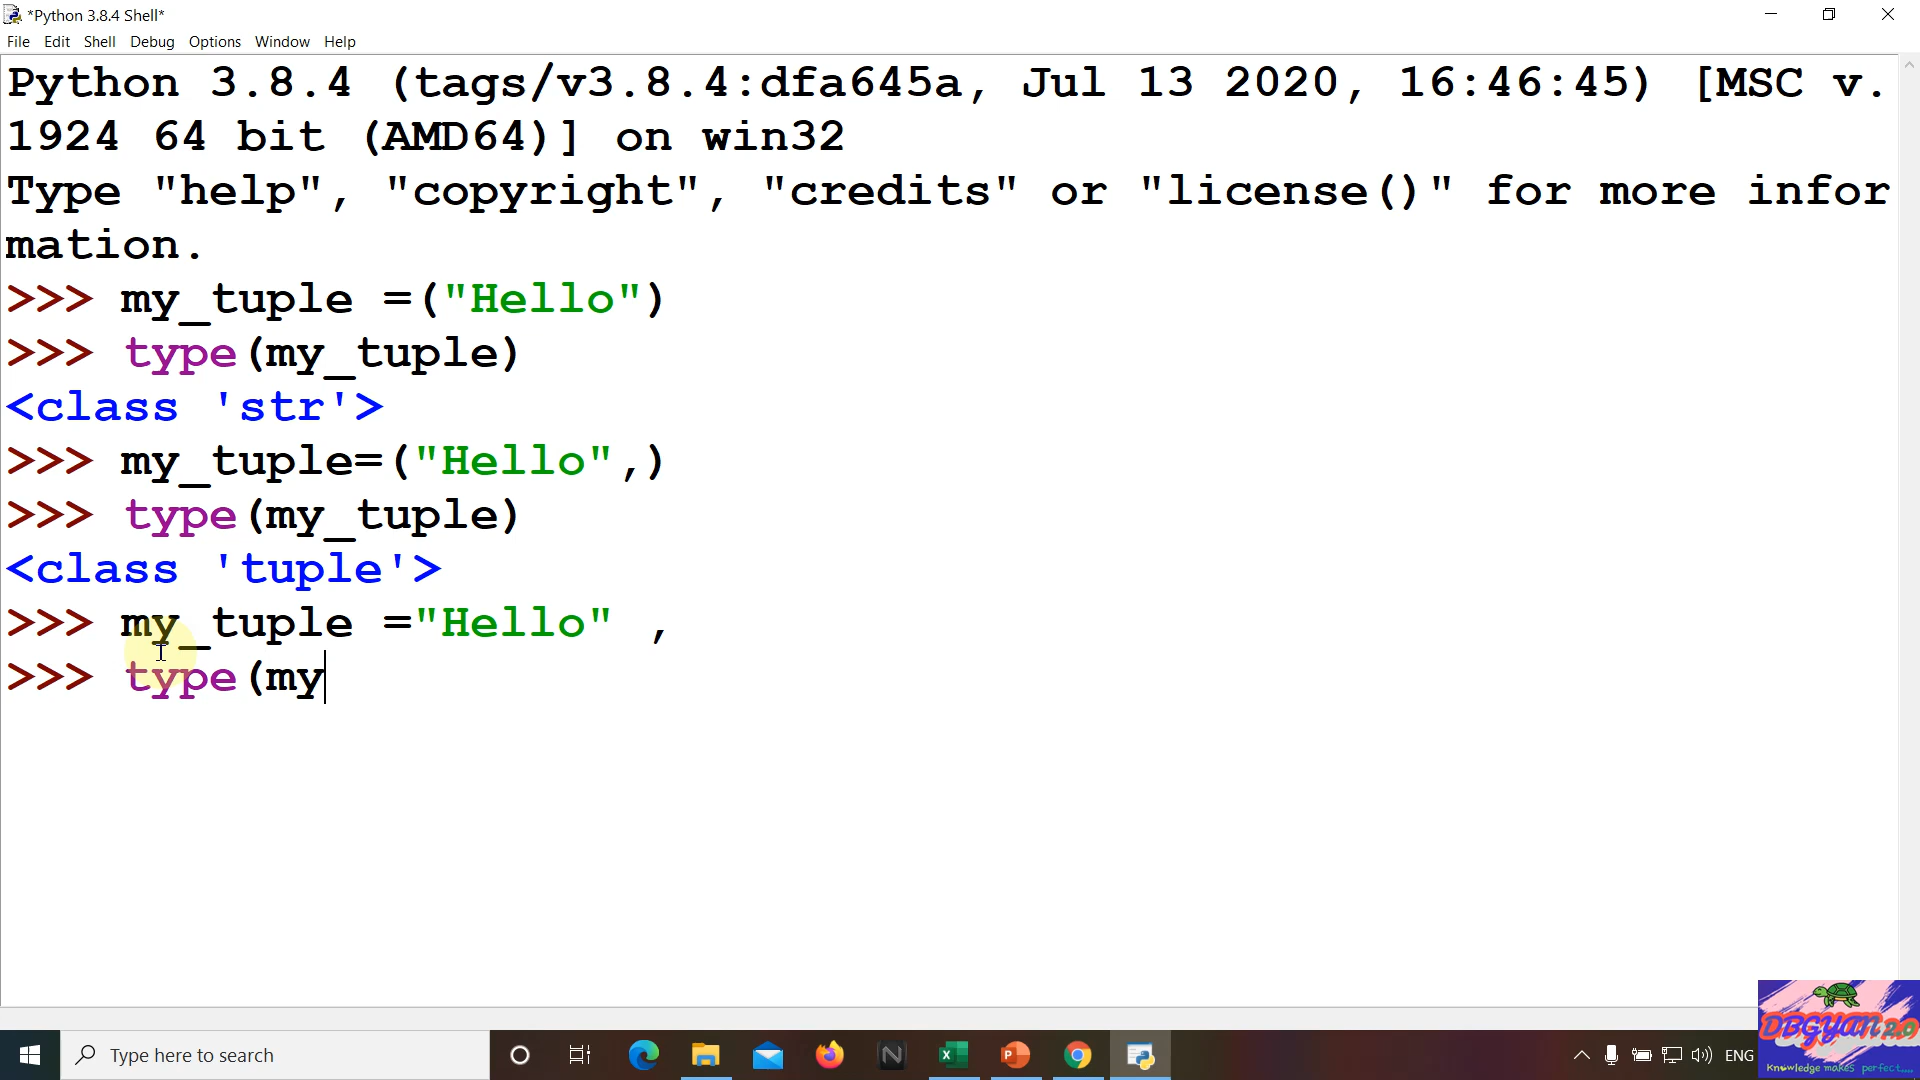 *Python 3.8.4 Shell*
File Edit Shell Debug Options Window Help
Python 3.8.4 (tags/v3.8.4:dfa645a, Jul 13 2020, 16:46:45) [MSC v.
1924 64 bit (AMD64)] on win32
Type "help", "copyright", "credits" or "license()" for more infor
mation.
>>> my_tuple =("Hello")
>>> type(my_tuple)
<class 'str'>
>>> my_tuple=("Hello",)
>>> type(my_tuple)
<class 'tuple'>
>>> my_tuple ="Hello" ,
>>> type(my
Type here to search
ENG
DBGYAN 2.0
Knowledge makes perfect....